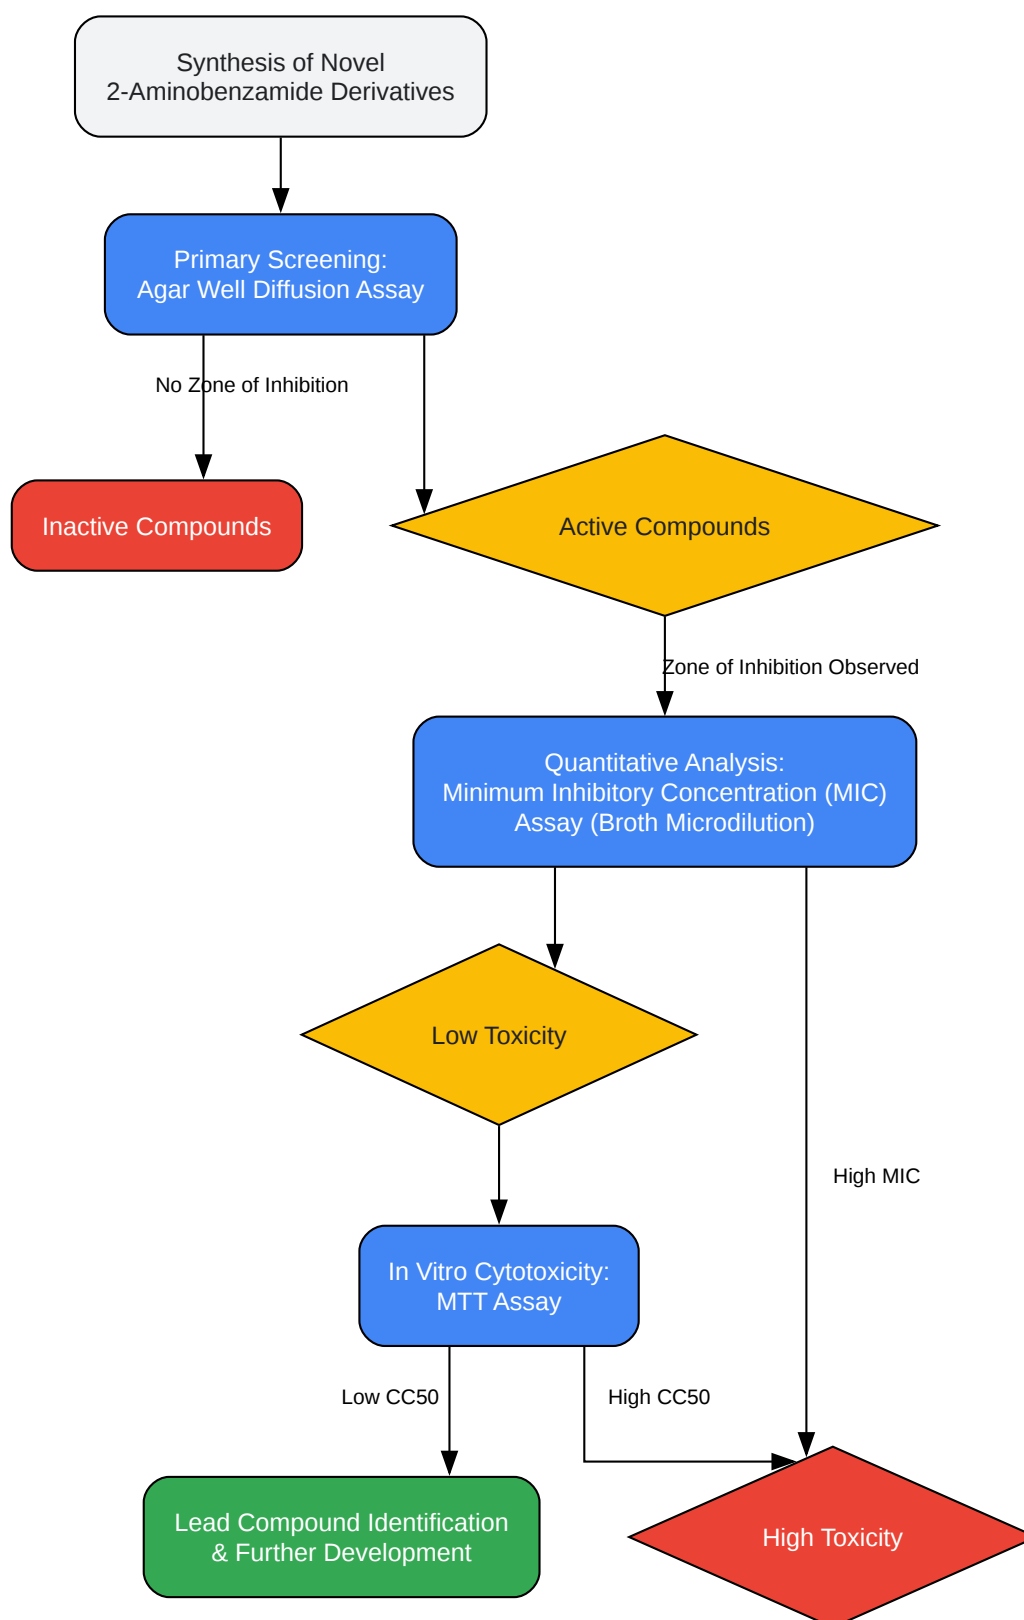 Synthesis of Novel
2-Aminobenzamide Derivatives
Primary Screening:
Agar Well Diffusion Assay
No Zone of Inhibition
Inactive Compounds
Active Compounds
Zone of Inhibition Observed
Quantitative Analysis:
Minimum Inhibitory Concentration (MIC)
Assay (Broth Microdilution)
Low Toxicity
High MIC
In Vitro Cytotoxicity:
MTT Assay
Low CC50
High CC50
Lead Compound Identification
& Further Development
High Toxicity